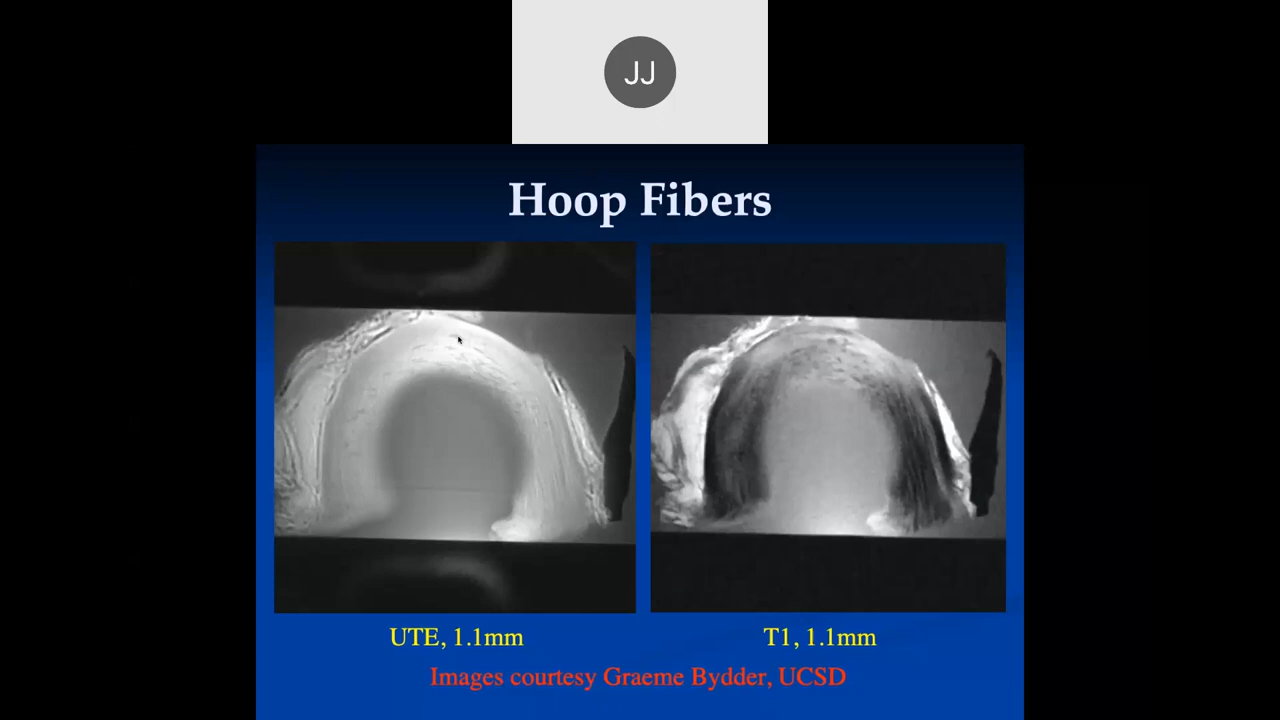 JJ
Hoop Fibers
UTE, 1.1mm
T1, 1.1mm
Images courtesy Graeme Bydder, UCSD